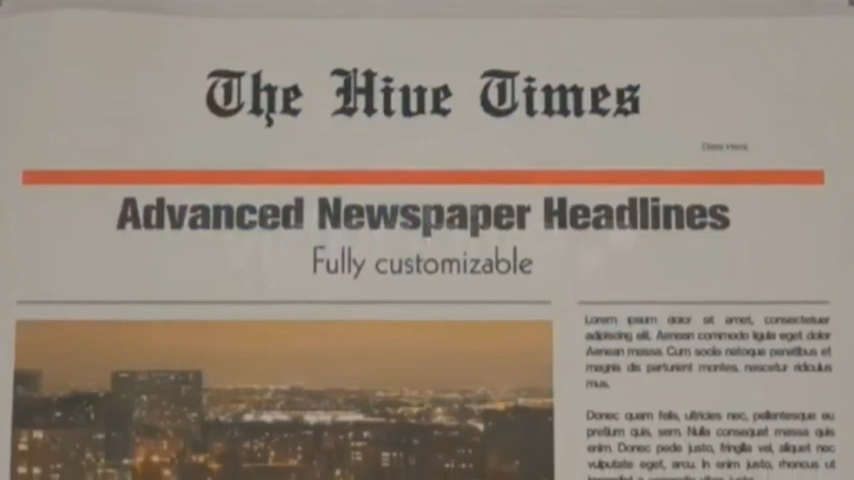 The Hive Times
Date Here
Advanced Newspaper Headlines
Fully customizable
Lorem ipsum dolor sit amet, consectetuer
adipiscing elit. Aenean commodo ligula eget dolor
Aenean massa. Cum sociis natoque penatibus et
magnis dis parturient montes, nascetur ridiculus
mus.
Donec quam felis, ultricies nec, pellentesque eu
pretium quis, sem. Nulla consequat massa quis
enim. Donec pede justo, fringilla vel, aliquet nec
vulputate eget, arcu. In enim justo, rhoncus ut